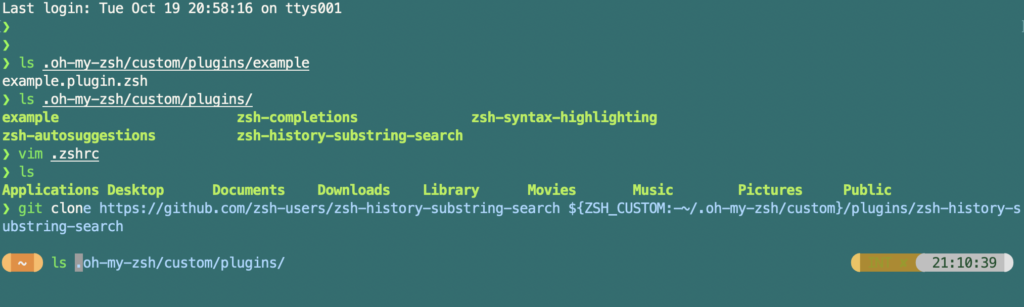 Last login: Tue Oct 19 20:58:16 on ttys001
❯
❯
❯ ls .oh-my-zsh/custom/plugins/example
example.plugin.zsh
❯ ls .oh-my-zsh/custom/plugins/
example zsh-completions zsh-syntax-highlighting
zsh-autosuggestions zsh-history-substring-search
❯ vim .zshrc
❯ ls
Applications Desktop Documents Downloads Library Movies Music Pictures Public
❯ git clone https://github.com/zsh-users/zsh-history-substring-search ${ZSH_CUSTOM:-~/.oh-my-zsh/custom}/plugins/zsh-history-s
ubstring-search
~ ls .oh-my-zsh/custom/plugins/ 21:10:39